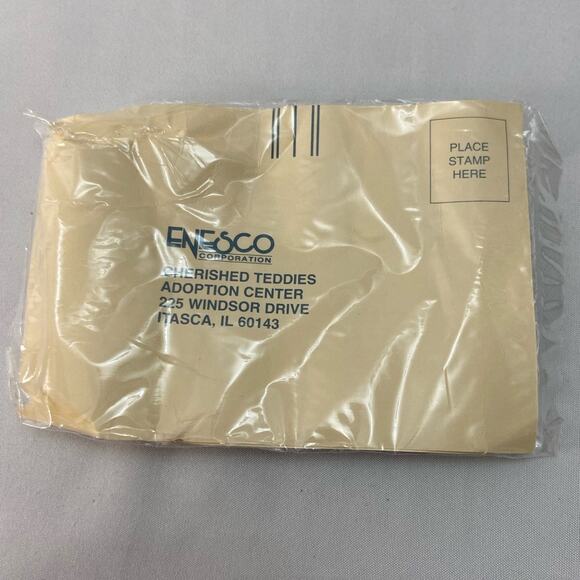 PLACE
STAMP
HERE
ENESCO
CORPORATION
CHERISHED TEDDIES
ADOPTION CENTER
225 WINDSOR DRIVE
ITASCA, IL 60143